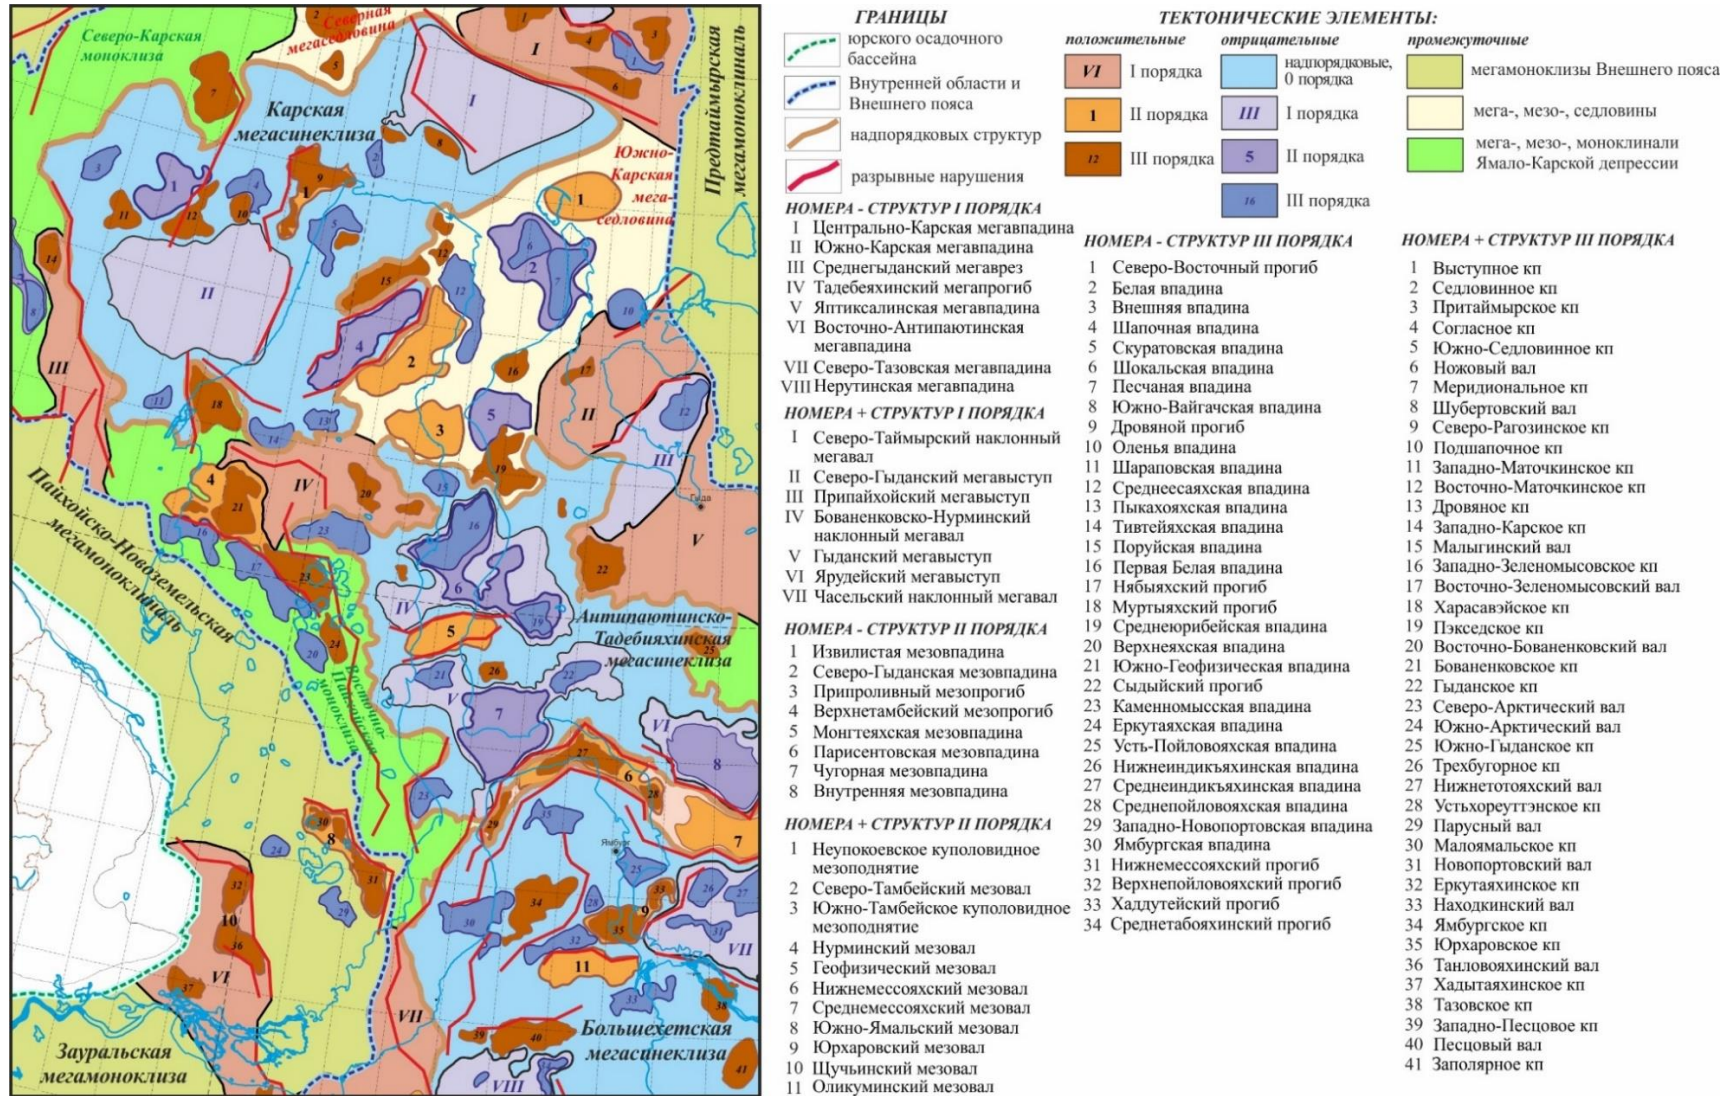 Северо-Карская
моноклиза
Северная
мегаседловина
Карская
мегасинеклиза
Южно-
Карская
мега-
седловина
Предтаймырская
мегамоноклиналь
Пайхойско-Новоземельская
мегамоноклиналь
Восточно-
Пайхойская
моноклиза
Гыда
Антипаютинско-
Тадебияхинская
мегасинеклиза
Ямбург
Зауральская
мегамоноклиза
Большехетская
мегасинеклиза
ГРАНИЦЫ
юрского осадочного
бассейна
Внутренней области и
Внешнего пояса
надпорядковых структур
разрывные нарушения
ТЕКТОНИЧЕСКИЕ ЭЛЕМЕНТЫ:
положительные
VI I порядка
1 II порядка
12 III порядка
отрицательные
надпорядковые,
0 порядка
III I порядка
5 II порядка
16 III порядка
промежуточные
мегамоноклизы Внешнего пояса
мега-, мезо-, седловины
мега-, мезо-, моноклинали
Ямало-Карской депрессии
НОМЕРА - СТРУКТУР I ПОРЯДКА
I Центрально-Карская мегавпадина
II Южно-Карская мегавпадина
III Среднегыданский мегаврез
IV Тадебеяхинский мегапрогиб
V Яптиксалинская мегавпадина
VI Восточно-Антипаютинская
мегавпадина
VII Северо-Тазовская мегавпадина
VIII Нерутинская мегавпадина
НОМЕРА + СТРУКТУР I ПОРЯДКА
I Северо-Таймырский наклонный
мегавал
II Северо-Гыданский мегавыступ
III Припайхойский мегавыступ
IV Бованенковско-Нурминский
наклонный мегавал
V Гыданский мегавыступ
VI Ярудейский мегавыступ
VII Часельский наклонный мегавал
НОМЕРА - СТРУКТУР II ПОРЯДКА
1 Извилистая мезовпадина
2 Северо-Гыданская мезовпадина
3 Припроливный мезопрогиб
4 Верхнетамбейский мезопрогиб
5 Монгтеяхская мезовпадина
6 Парисентовская мезовпадина
7 Чугорная мезовпадина
8 Внутренняя мезовпадина
НОМЕРА + СТРУКТУР II ПОРЯДКА
1 Неупокоевское куполовидное
мезоподнятие
2 Северо-Тамбейский мезовал
3 Южно-Тамбейское куполовидное
мезоподнятие
4 Нурминский мезовал
5 Геофизический мезовал
6 Нижнемессояхский мезовал
7 Среднемессояхский мезовал
8 Южно-Ямальский мезовал
9 Юрхаровский мезовал
10 Щучьинский мезовал
11 Оликуминский мезовал
НОМЕРА - СТРУКТУР III ПОРЯДКА
1 Северо-Восточный прогиб
2 Белая впадина
3 Внешняя впадина
4 Шапочная впадина
5 Скуратовская впадина
6 Шокальская впадина
7 Песчаная впадина
8 Южно-Вайгачская впадина
9 Дровяной прогиб
10 Оленья впадина
11 Шараповская впадина
12 Среднеесаяхская впадина
13 Пыкахояхская впадина
14 Тивтейяхская впадина
15 Поруйская впадина
16 Первая Белая впадина
17 Нябыяхский прогиб
18 Муртыяхский прогиб
19 Среднеюрибейская впадина
20 Верхнеяхская впадина
21 Южно-Геофизическая впадина
22 Сыдыйский прогиб
23 Каменномысская впадина
24 Еркутаяхская впадина
25 Усть-Пойловояхская впадина
26 Нижнеиндикъяхинская впадина
27 Среднеиндикъяхинская впадина
28 Среднепойловояхская впадина
29 Западно-Новопортовская впадина
30 Ямбургская впадина
31 Нижнемессояхский прогиб
32 Верхнепойловояхский прогиб
33 Хаддутейский прогиб
34 Среднетабояхинский прогиб
НОМЕРА + СТРУКТУР III ПОРЯДКА
1 Выступное кп
2 Седловинное кп
3 Притаймырское кп
4 Согласное кп
5 Южно-Седловинное кп
6 Ножовый вал
7 Меридиональное кп
8 Шубертовский вал
9 Северо-Рагозинское кп
10 Подшапочное кп
11 Западно-Маточкинское кп
12 Восточно-Маточкинское кп
13 Дровяное кп
14 Западно-Карское кп
15 Малыгинский вал
16 Западно-Зеленомысовское кп
17 Восточно-Зеленомысовский вал
18 Харасавэйское кп
19 Пэкседское кп
20 Восточно-Бованенковский вал
21 Бованенковское кп
22 Гыданское кп
23 Северо-Арктический вал
24 Южно-Арктический вал
25 Южно-Гыданское кп
26 Трехбугорное кп
27 Нижнетотояхский вал
28 Устьхореуттэнское кп
29 Парусный вал
30 Малоямальское кп
31 Новопортовский вал
32 Еркутаяхинское кп
33 Находкинский вал
34 Ямбургское кп
35 Юрхаровское кп
36 Танловояхинский вал
37 Хадытаяхинское кп
38 Тазовское кп
39 Западно-Песцовое кп
40 Песцовый вал
41 Заполярное кп